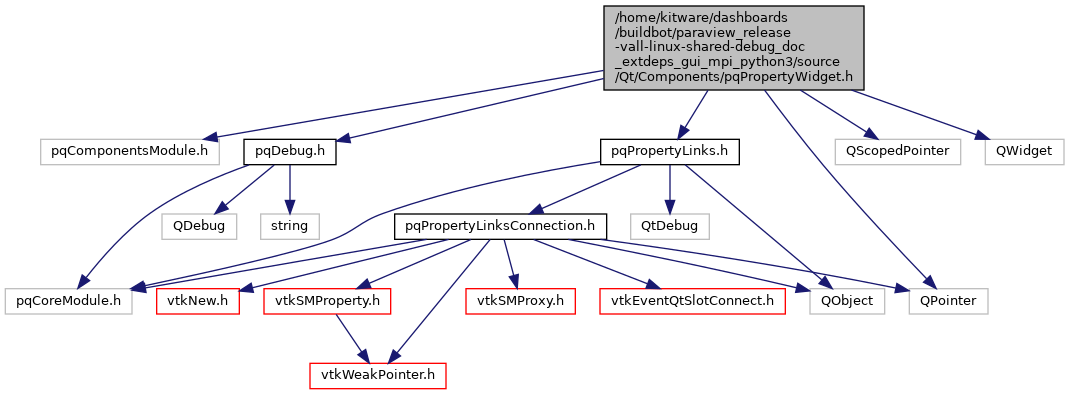 /home/kitware/dashboards
/buildbot/paraview_release
-vall-linux-shared-debug_doc
_extdeps_gui_mpi_python3/source
/Qt/Components/pqPropertyWidget.h
pqComponentsModule.h
pqDebug.h
pqPropertyLinks.h
QScopedPointer
QWidget
QDebug
string
pqPropertyLinksConnection.h
QtDebug
pqCoreModule.h
vtkNew.h
vtkSMProperty.h
vtkSMProxy.h
vtkEventQtSlotConnect.h
QObject
QPointer
vtkWeakPointer.h